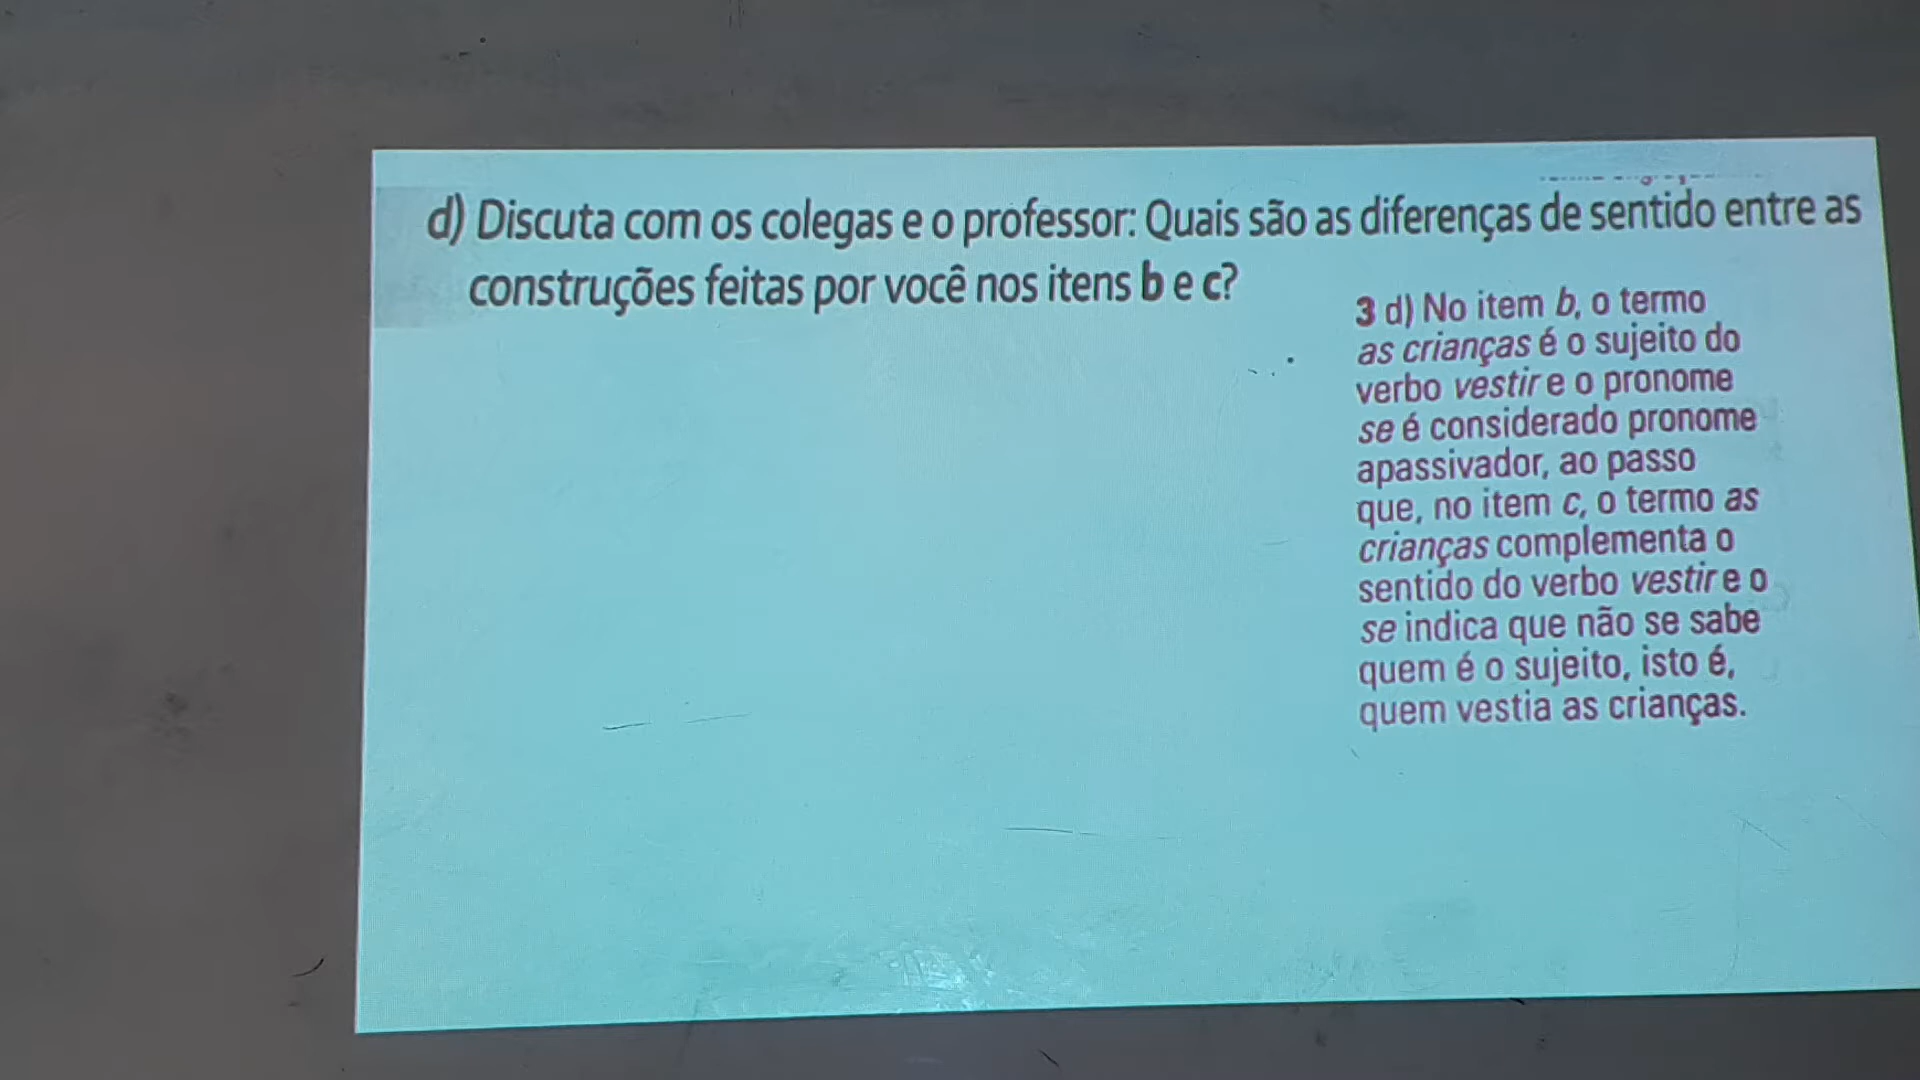 d) Discuta com os colegas e o professor: Quais são as diferenças de sentido entre as
construções feitas por você nos itens b e c?
3 d) No item b, o termo
as crianças é o sujeito do
verbo vestir e o pronome
se é considerado pronome
apassivador, ao passo
que, no item c, o termo as
crianças complementa o
sentido do verbo vestir e o
se indica que não se sabe
quem é o sujeito, isto é,
quem vestia as crianças.